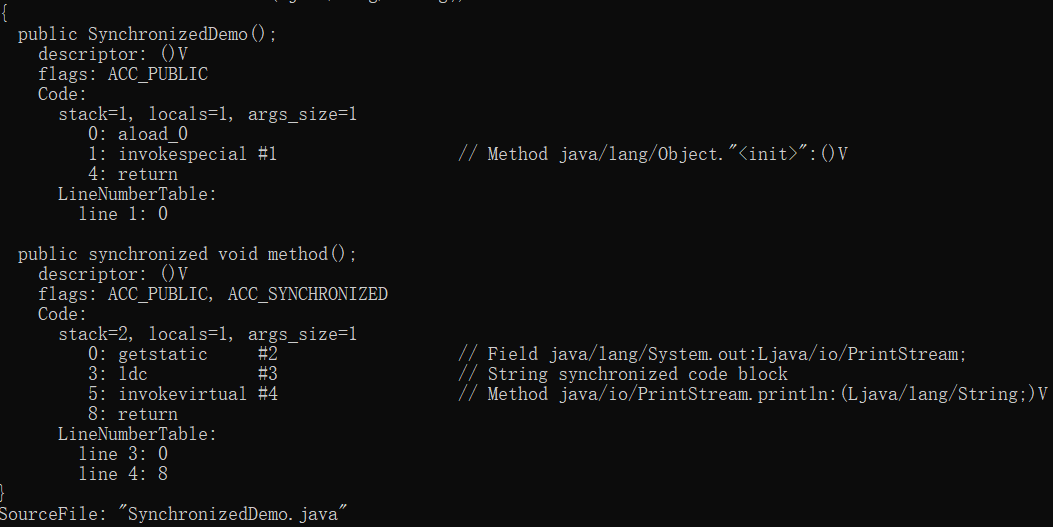 {
  public SynchronizedDemo();
    descriptor: ()V
    flags: ACC_PUBLIC
    Code:
      stack=1, locals=1, args_size=1
         0: aload_0
         1: invokespecial #1                  // Method java/lang/Object."<init>":()V
         4: return
      LineNumberTable:
        line 1: 0

  public synchronized void method();
    descriptor: ()V
    flags: ACC_PUBLIC, ACC_SYNCHRONIZED
    Code:
      stack=2, locals=1, args_size=1
         0: getstatic     #2                  // Field java/lang/System.out:Ljava/io/PrintStream;
         3: ldc           #3                  // String synchronized code block
         5: invokevirtual #4                  // Method java/io/PrintStream.println:(Ljava/lang/String;)V
         8: return
      LineNumberTable:
        line 3: 0
        line 4: 8
}
SourceFile: "SynchronizedDemo.java"